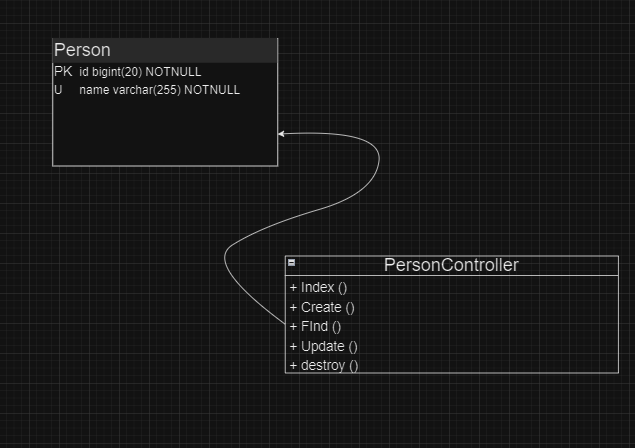 Person
PK id bigint(20) NOTNULL
U name varchar(255) NOTNULL
PersonController
+ Index ()
+ Create ()
+ FInd ()
+ Update ()
+ destroy ()